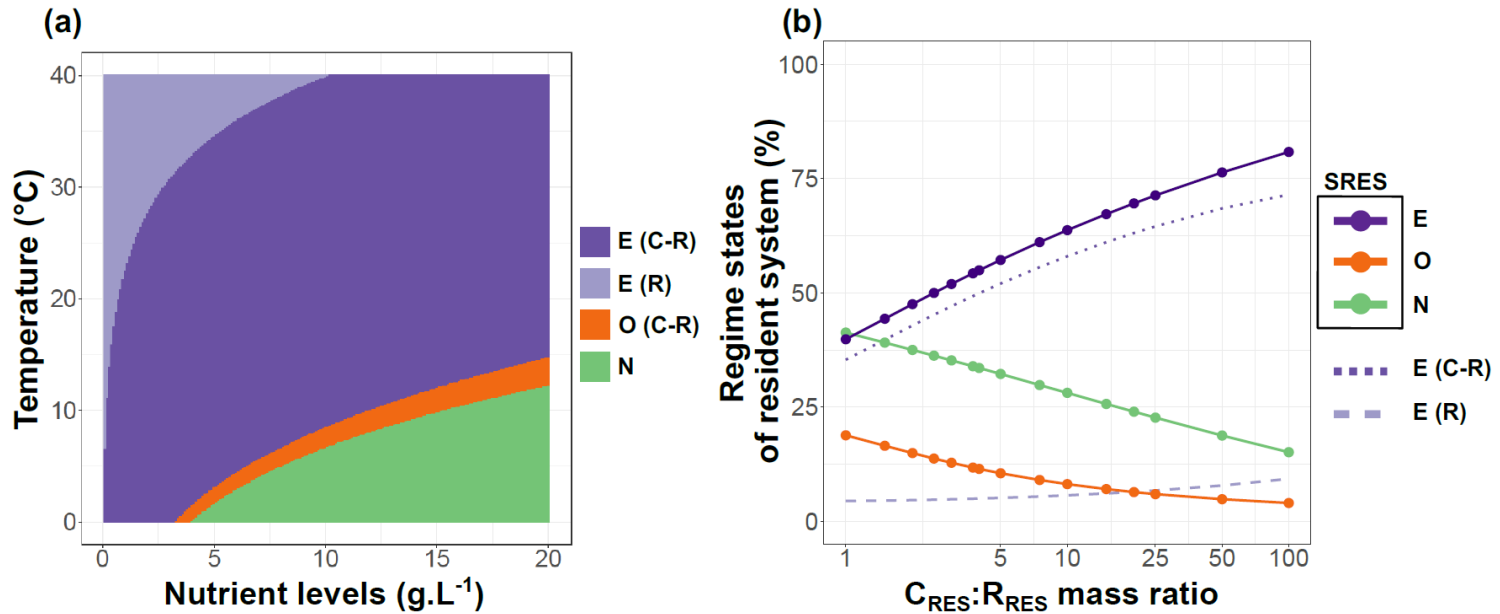 (a)
Temperature (°C)
40
30
20
10
0
0 5 10 15 20
Nutrient levels (g.L-1)
E (C-R)
E (R)
O (C-R)
N
(b)
Regime states
of resident system (%)
100
75
50
25
0
1 5 10 25 50 100
CRES:RRES mass ratio
SRES
E
O
N
E (C-R)
E (R)